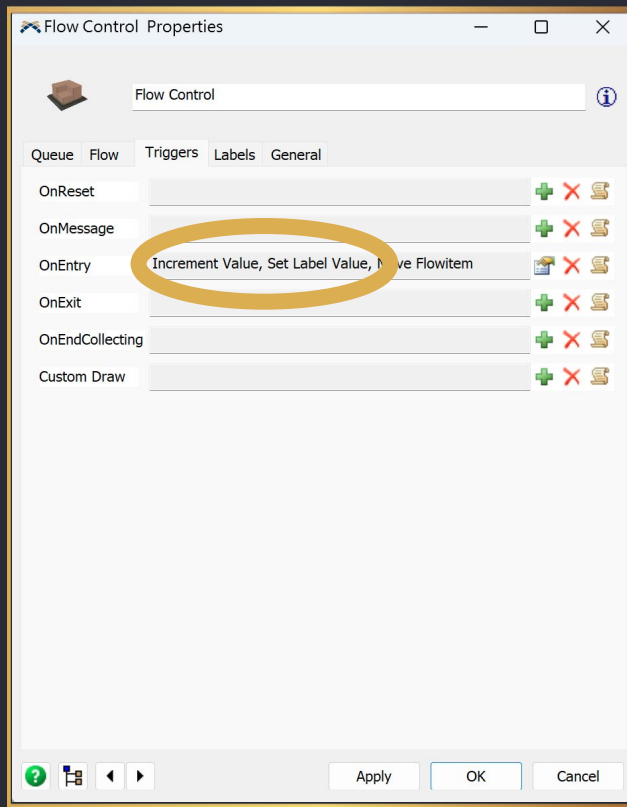 Flow Control Properties
Flow Control
Queue Flow Triggers Labels General
OnReset
OnMessage
OnEntry Increment Value, Set Label Value, Flowitem
OnExit
OnEndCollecting
Custom Draw
Apply OK Cancel